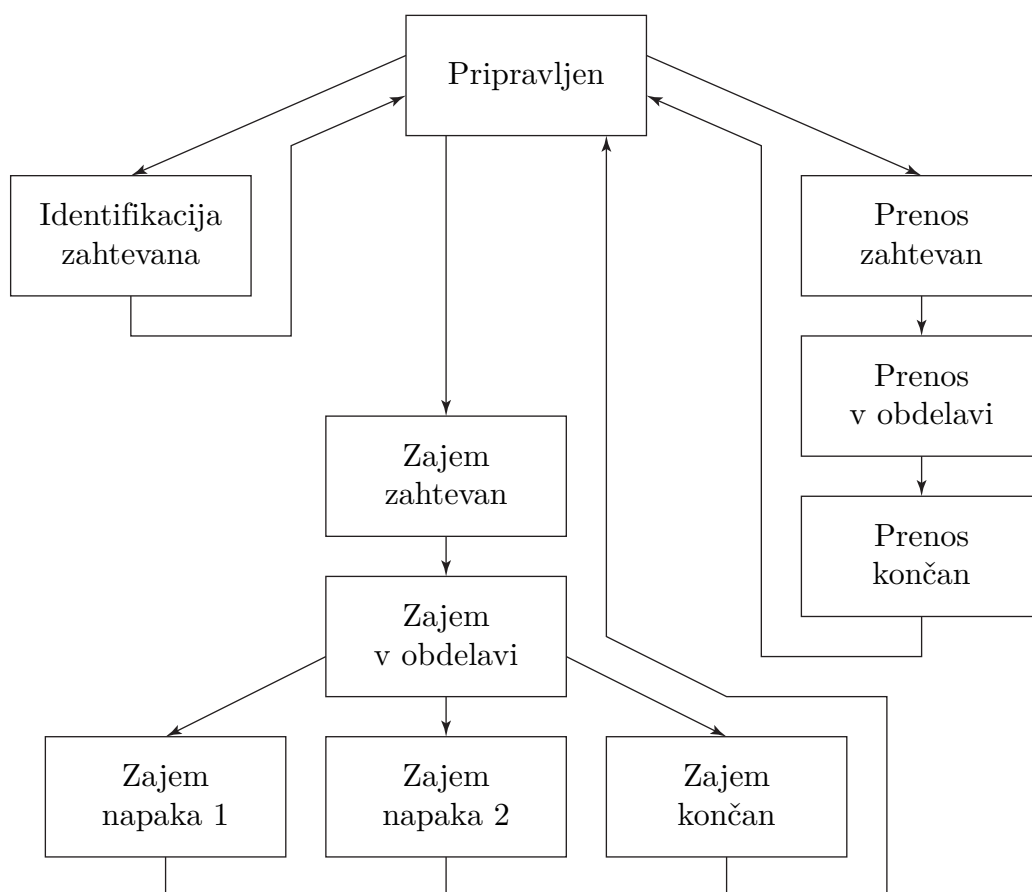 Pripravljen
Identifikacija
zahtevana
Prenos
zahtevan
Prenos
v obdelavi
Zajem
zahtevan
Prenos
končan
Zajem
v obdelavi
Zajem
napaka 1
Zajem
napaka 2
Zajem
končan